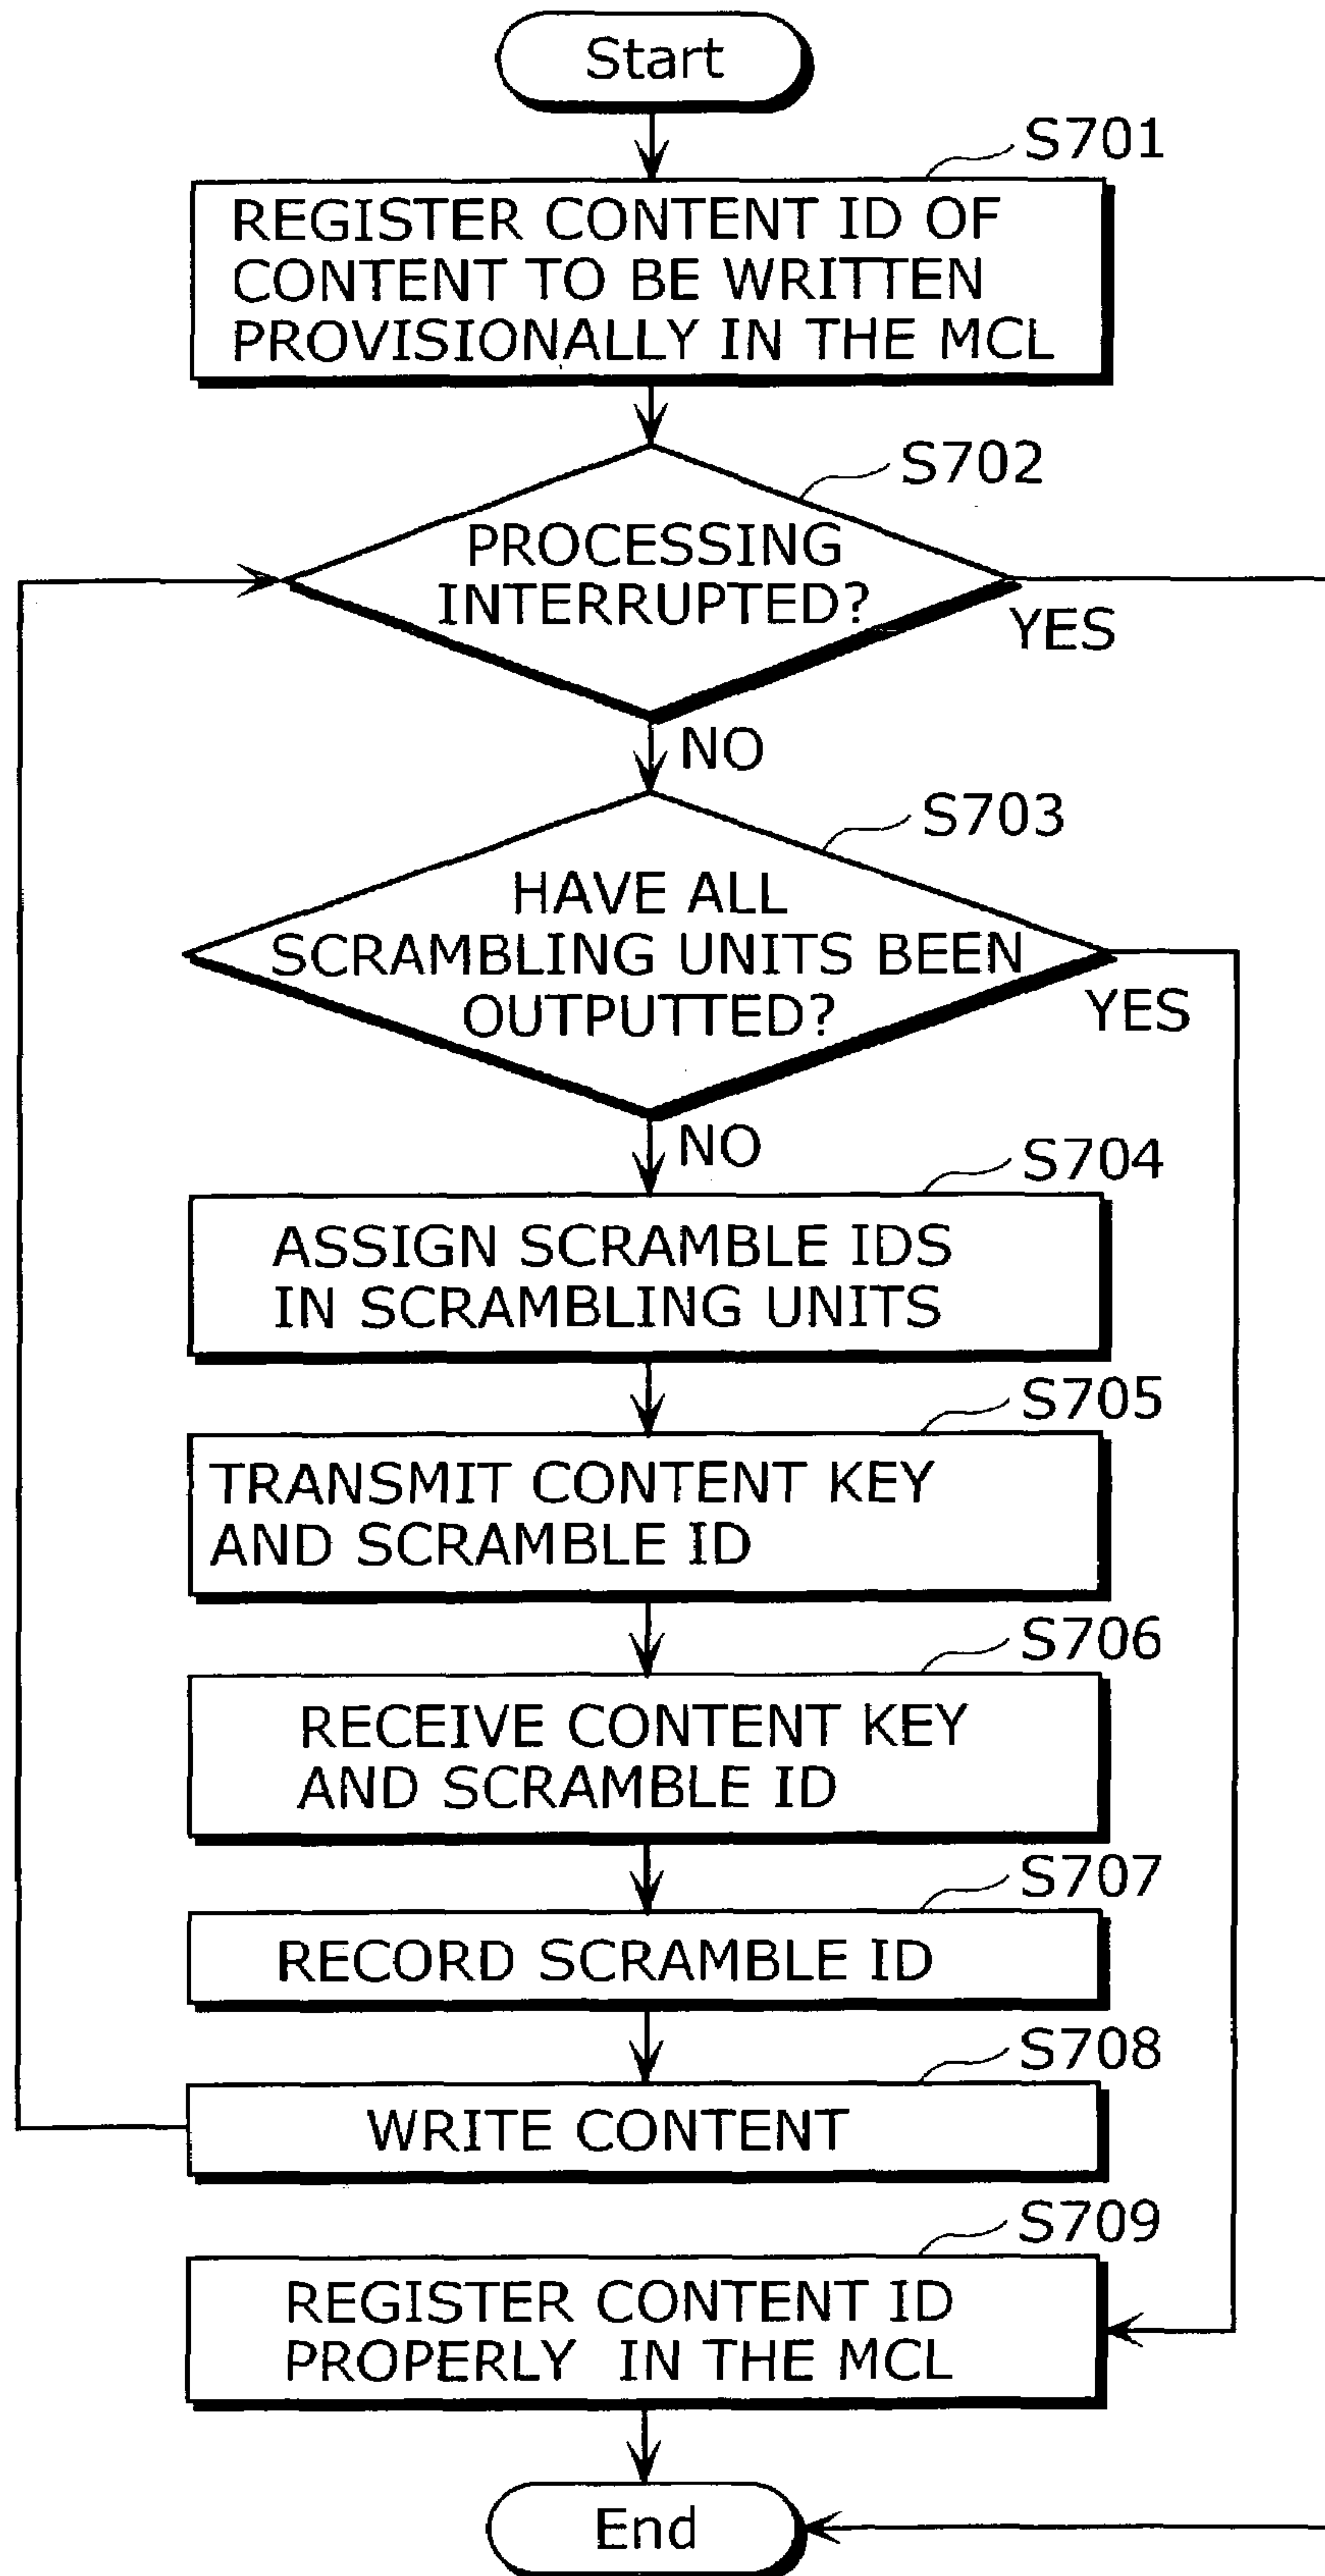 Start
S701
REGISTER CONTENT ID OF
CONTENT TO BE WRITTEN
PROVISIONALLY IN THE MCL
S702
PROCESSING
INTERRUPTED?
YES
NO
S703
HAVE ALL
SCRAMBLING UNITS BEEN
OUTPUTTED?
YES
NO
S704
ASSIGN SCRAMBLE IDS
IN SCRAMBLING UNITS
S705
TRANSMIT CONTENT KEY
AND SCRAMBLE ID
S706
RECEIVE CONTENT KEY
AND SCRAMBLE ID
S707
RECORD SCRAMBLE ID
S708
WRITE CONTENT
S709
REGISTER CONTENT ID
PROPERLY IN THE MCL
End